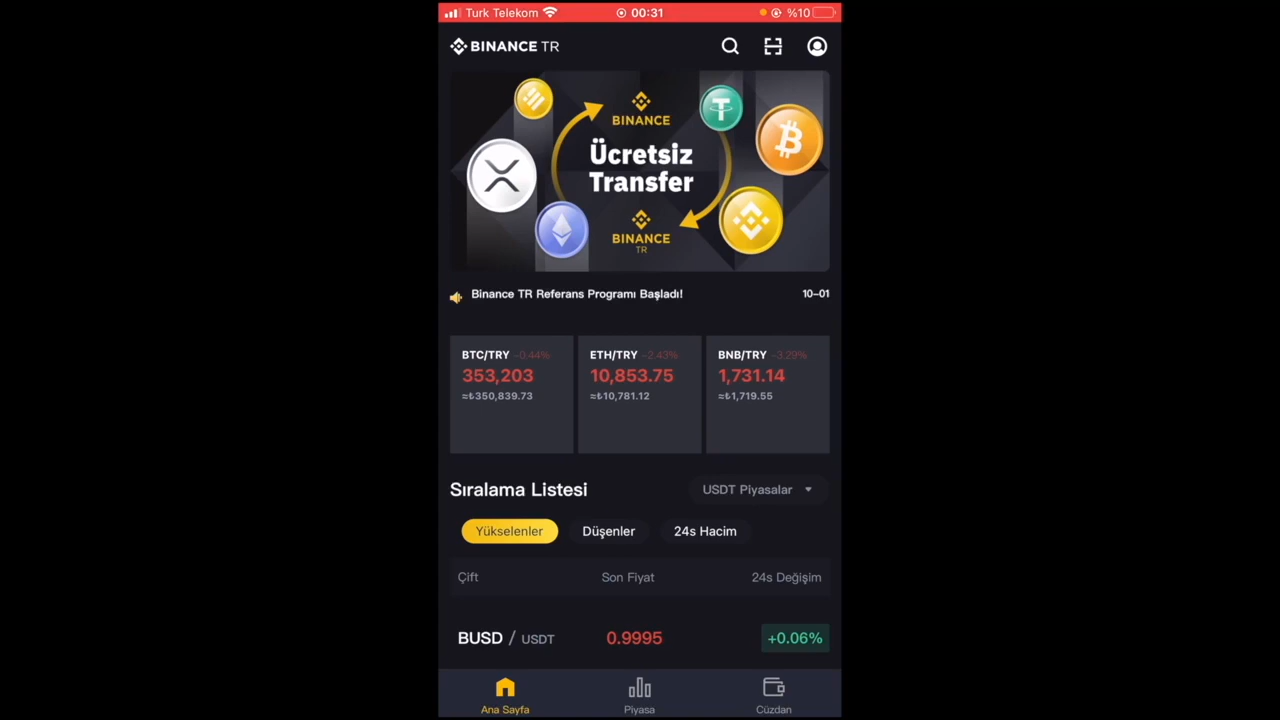 Turk Telekom 00:31 %10
BINANCE TR
BINANCE
Ücretsiz
Transfer
BINANCE
TR
Binance TR Referans Programı Başladı! 10-01
BTC/TRY -0.44% ETH/TRY -2.43% BNB/TRY -3.29%
353,203 10,853.75 1,731.14
≈₺350,839.73 ≈₺10,781.12 ≈₺1,719.55
Sıralama Listesi USDT Piyasalar
Yükselenler Düşenler 24s Hacim
Çift Son Fiyat 24s Değişim
BUSD / USDT 0.9995 +0.06%
Ana Sayfa Piyasa Cüzdan